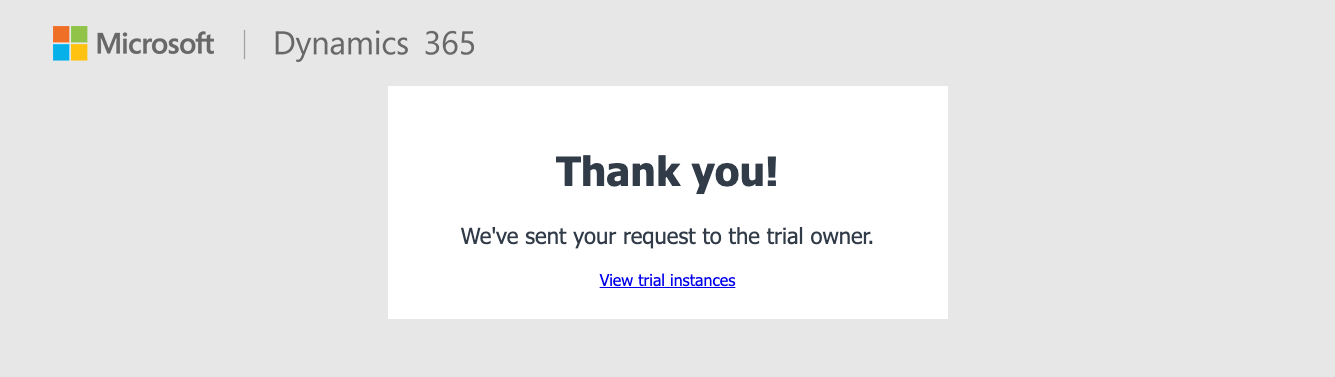 Microsoft | Dynamics 365
Thank you!
We've sent your request to the trial owner.
View trial instances